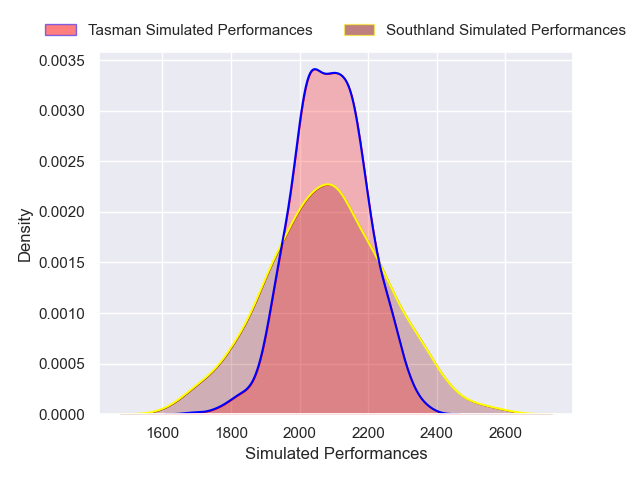 Tasman Simulated Performances Southland Simulated Performances
0.0035
0.0030
0.0025
0.0020
0.0015
0.0010
0.0005
0.0000
Density
1600 1800 2000 2200 2400 2600
Simulated Performances